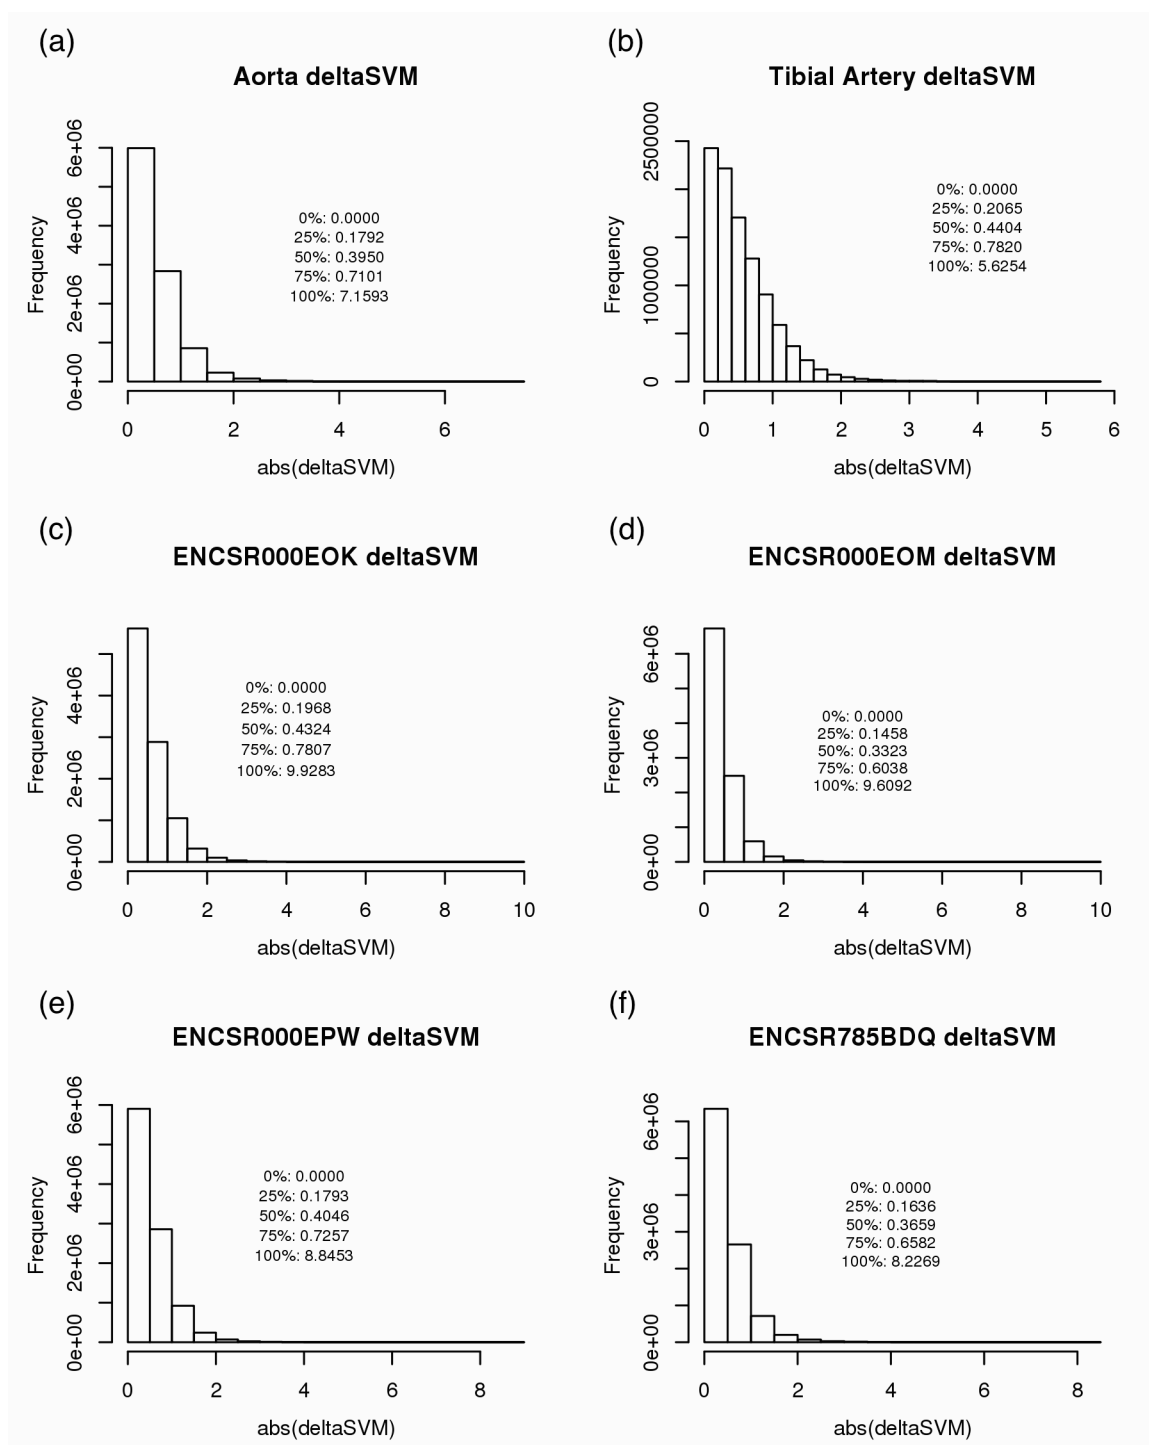 (a)
Aorta deltaSVM
Frequency
0e+00 2e+06 4e+06 6e+06
0%: 0.0000
25%: 0.1792
50%: 0.3950
75%: 0.7101
100%: 7.1593
0 2 4 6
abs(deltaSVM)
(b)
Tibial Artery deltaSVM
Frequency
0 1000000 2500000
0%: 0.0000
25%: 0.2065
50%: 0.4404
75%: 0.7820
100%: 5.6254
0 1 2 3 4 5 6
abs(deltaSVM)
(c)
ENCSR000EOK deltaSVM
Frequency
0e+00 2e+06 4e+06
0%: 0.0000
25%: 0.1968
50%: 0.4324
75%: 0.7807
100%: 9.9283
0 2 4 6 8 10
abs(deltaSVM)
(d)
ENCSR000EOM deltaSVM
Frequency
0e+00 3e+06 6e+06
0%: 0.0000
25%: 0.1458
50%: 0.3323
75%: 0.6038
100%: 9.6092
0 2 4 6 8 10
abs(deltaSVM)
(e)
ENCSR000EPW deltaSVM
Frequency
0e+00 2e+06 4e+06 6e+06
0%: 0.0000
25%: 0.1793
50%: 0.4046
75%: 0.7257
100%: 8.8453
0 2 4 6 8
abs(deltaSVM)
(f)
ENCSR785BDQ deltaSVM
Frequency
0e+00 3e+06 6e+06
0%: 0.0000
25%: 0.1636
50%: 0.3659
75%: 0.6582
100%: 8.2269
0 2 4 6 8
abs(deltaSVM)